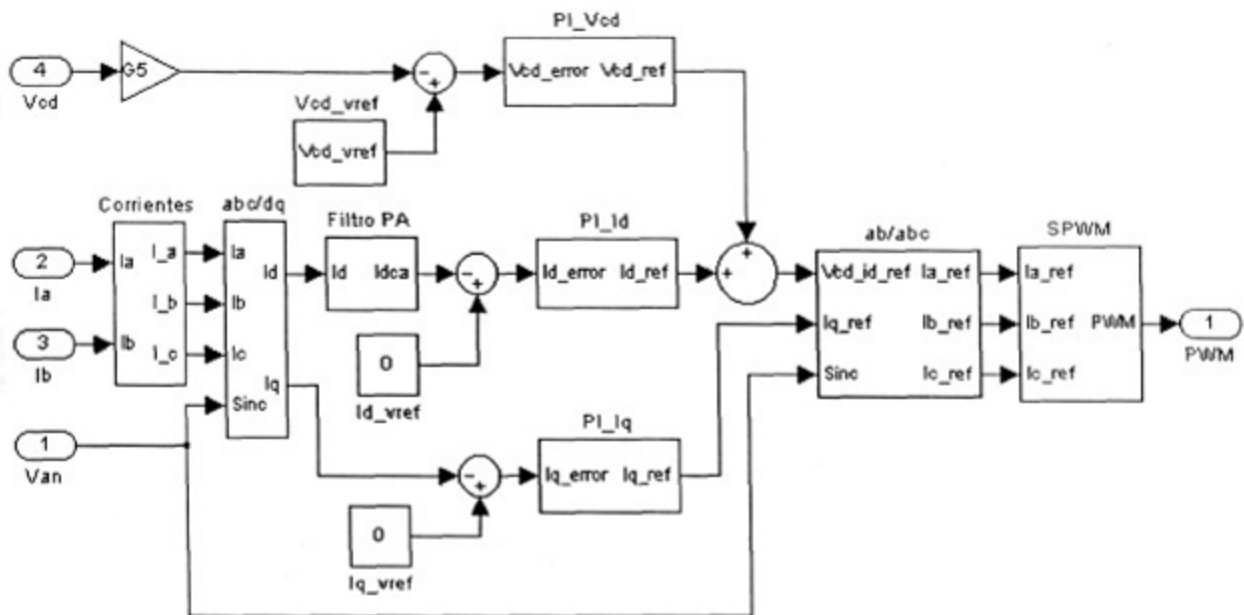 PI_Vcd
4
G5
Vcd
Vcd_error Vcd_ref
Vcd_vref
Vcd_vref
Corrientes
abc/dq
Filtro PA
PI_Id
ab/abc
SPWM
2
Ia
Ia
I_a
Ia
Id
Id Idca
Id_error Id_ref
Vcd_id_ref Ia_ref
Ia_ref
I_b
Ib
3
Ib
Ib
I_c
Ic
Iq
Sinc
0
Id_vref
Iq_ref Ib_ref
Ib_ref
PWM
1
PWM
Sinc Ic_ref
Ic_ref
1
Van
PI_Iq
Iq_error Iq_ref
0
Iq_vref